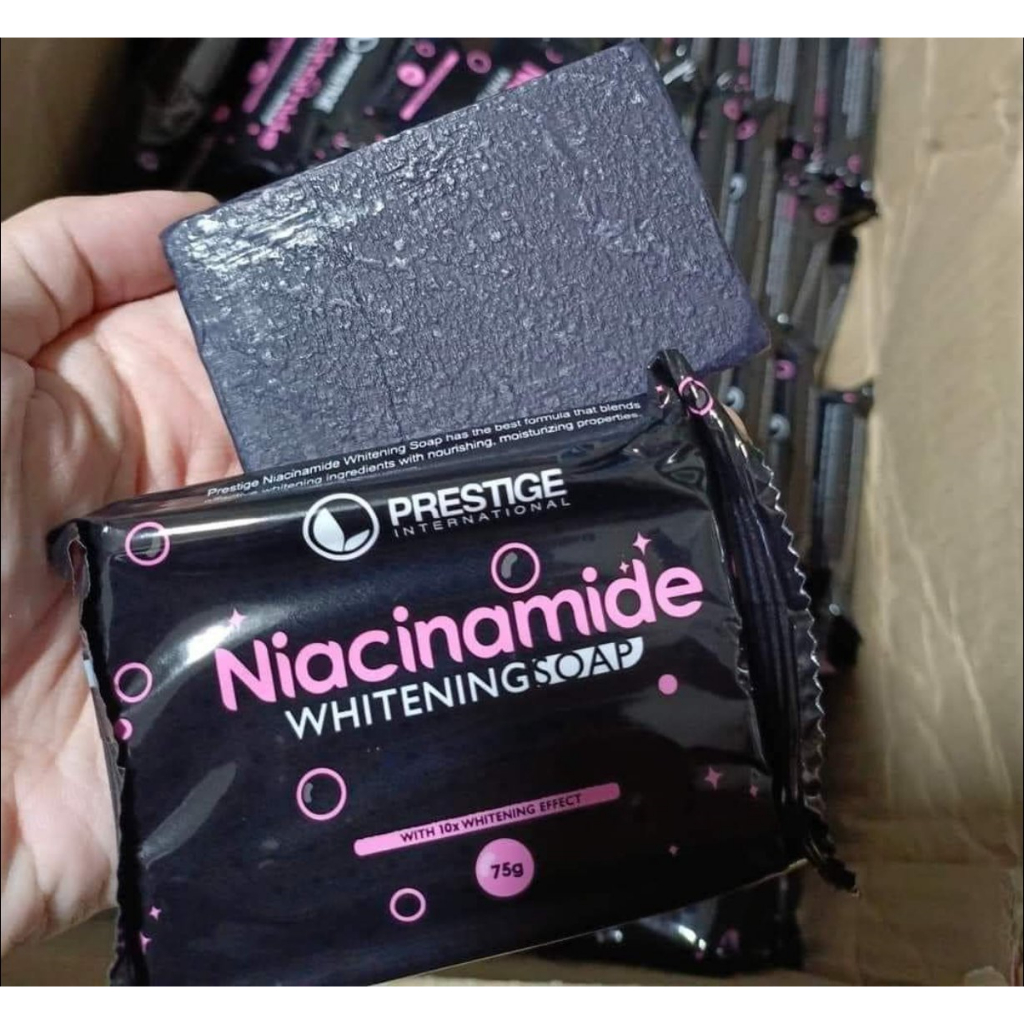 Prestige Niacinamide Whitening Soap has the best formula that blends
whitening ingredients with nourishing, moisturizing properties.
PRESTIGE
INTERNATIONAL
Niacinamide
WHITENING SOAP
WITH 10x WHITENING EFFECT
75g